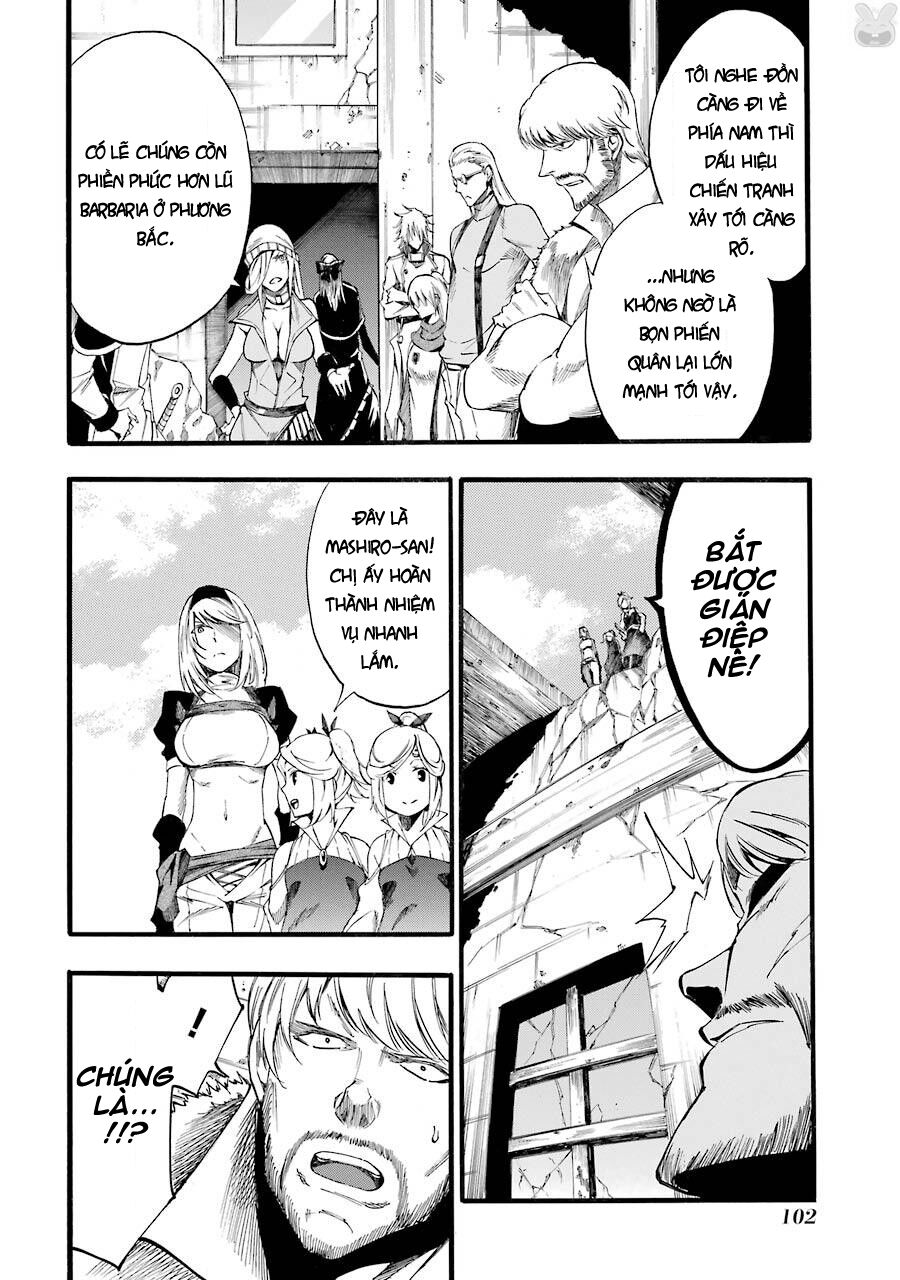 TÔI NGHE ĐỒN
CÀNG ĐI VỀ
PHÍA NAM THÌ
DẤU HIỆU
CHIẾN TRANH
XẢY TỚI CÀNG
RÕ.
...NHƯNG
KHÔNG NGỜ LÀ
BỌN PHIẾN
QUÂN LẠI LỚN
MẠNH TỚI VẬY.
CÓ LẼ CHÚNG CÒN
PHIỀN PHỨC HƠN LŨ
BARBARIA Ở PHƯƠNG
BẮC.
BẮT
ĐƯỢC
GIÁN
ĐIỆP
NÈ!
ĐÂY LÀ
MASHIRO-SAN!
CHỊ ẤY HOÀN
THÀNH NHIỆM
VỤ NHANH
LẮM.
!
CHÚNG
LÀ...
!!?
102